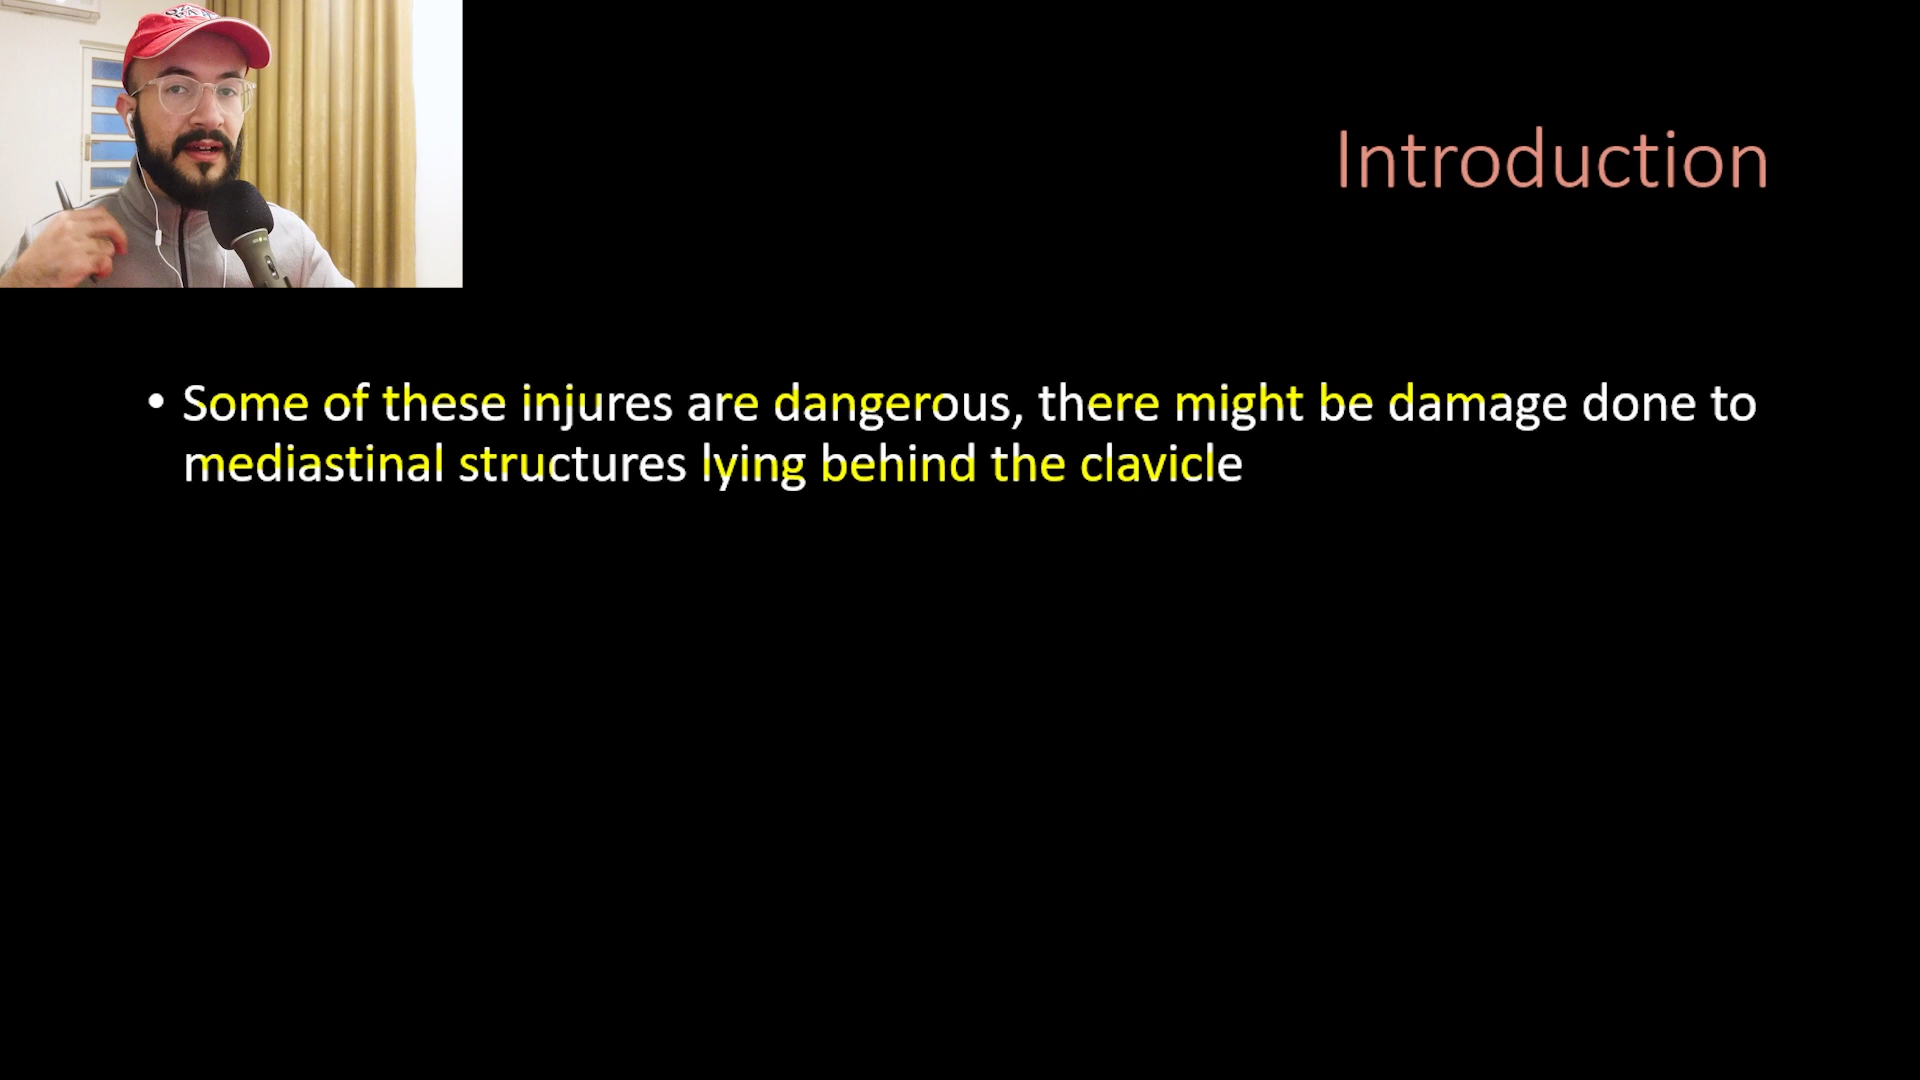 Introduction
• Some of these injures are dangerous, there might be damage done to
mediastinal structures lying behind the clavicle